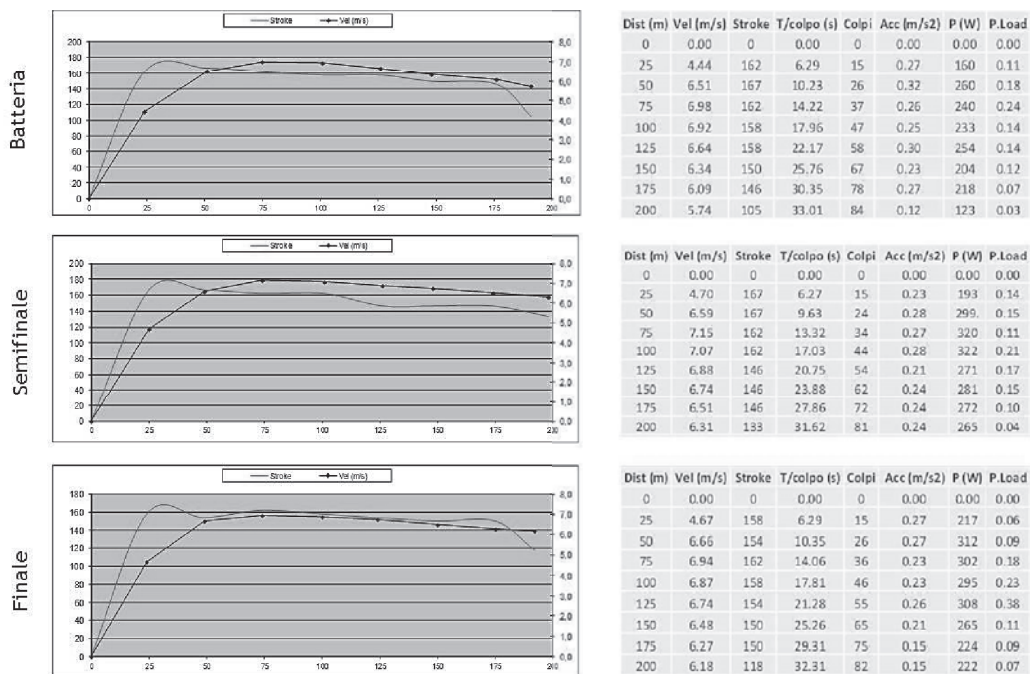 Batteria
Stroke Vel (m/s)
200 8,0
180 7,0
160 6,0
140 5,0
120 4,0
100 3,0
80 2,0
60 1,0
40 0,0
20
0
0 25 50 75 100 125 150 175 200
Dist (m) Vel (m/s) Stroke T/colpo (s) Colpi Acc (m/s2) P (W) P.Load
0 0.00 0 0.00 0 0.00 0.00 0.00
25 4.44 162 6.29 15 0.27 160 0.11
50 6.51 167 10.23 26 0.32 260 0.18
75 6.98 162 14.22 37 0.26 240 0.24
100 6.92 158 17.96 47 0.25 233 0.14
125 6.64 158 22.17 58 0.30 254 0.14
150 6.34 150 25.76 67 0.23 204 0.12
175 6.09 146 30.35 78 0.27 218 0.07
200 5.74 105 33.01 84 0.12 123 0.03
Semifinale
Stroke Vel (m/s)
200 8,0
180 7,0
160 6,0
140 5,0
120 4,0
100 3,0
80 2,0
60 1,0
40 0,0
20
0
0 25 50 75 100 125 150 175 200
Dist (m) Vel (m/s) Stroke T/colpo (s) Colpi Acc (m/s2) P (W) P.Load
0 0.00 0 0.00 0 0.00 0.00 0.00
25 4.70 167 6.27 15 0.23 193 0.14
50 6.59 167 9.63 24 0.28 299. 0.15
75 7.15 162 13.32 34 0.27 320 0.11
100 7.07 162 17.03 44 0.28 322 0.21
125 6.88 146 20.75 54 0.21 271 0.17
150 6.74 146 23.88 62 0.24 281 0.15
175 6.51 146 27.86 72 0.24 272 0.10
200 6.31 133 31.62 81 0.24 265 0.04
Finale
Stroke Vel (m/s)
180 8,0
160 7,0
140 6,0
120 5,0
100 4,0
80 3,0
60 2,0
40 1,0
20 0,0
0
0 25 50 75 100 125 150 175 200
Dist (m) Vel (m/s) Stroke T/colpo (s) Colpi Acc (m/s2) P (W) P.Load
0 0.00 0 0.00 0 0.00 0.00 0.00
25 4.67 158 6.29 15 0.27 217 0.06
50 6.66 154 10.35 26 0.27 312 0.09
75 6.94 162 14.06 36 0.23 302 0.18
100 6.87 158 17.81 46 0.23 295 0.23
125 6.74 154 21.28 55 0.26 308 0.38
150 6.48 150 25.26 65 0.21 265 0.11
175 6.27 150 29.31 75 0.15 224 0.09
200 6.18 118 32.31 82 0.15 222 0.07